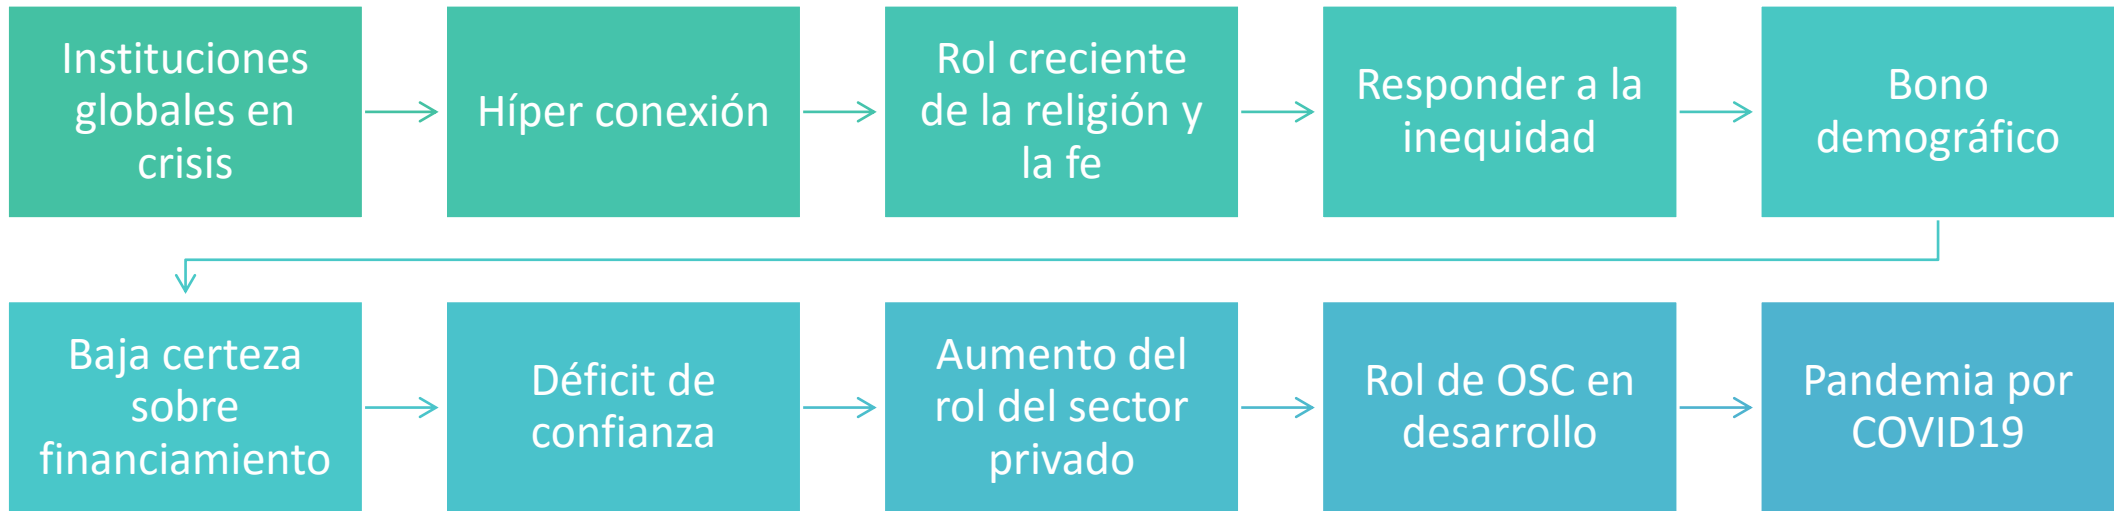 Instituciones
globales en
crisis
Híper conexión
Rol creciente
de la religión y
la fe
Responder a la
inequidad
Bono
demográfico
Baja certeza
sobre
financiamiento
Déficit de
confianza
Aumento del
rol del sector
privado
Rol de OSC en
desarrollo
Pandemia por
COVID19